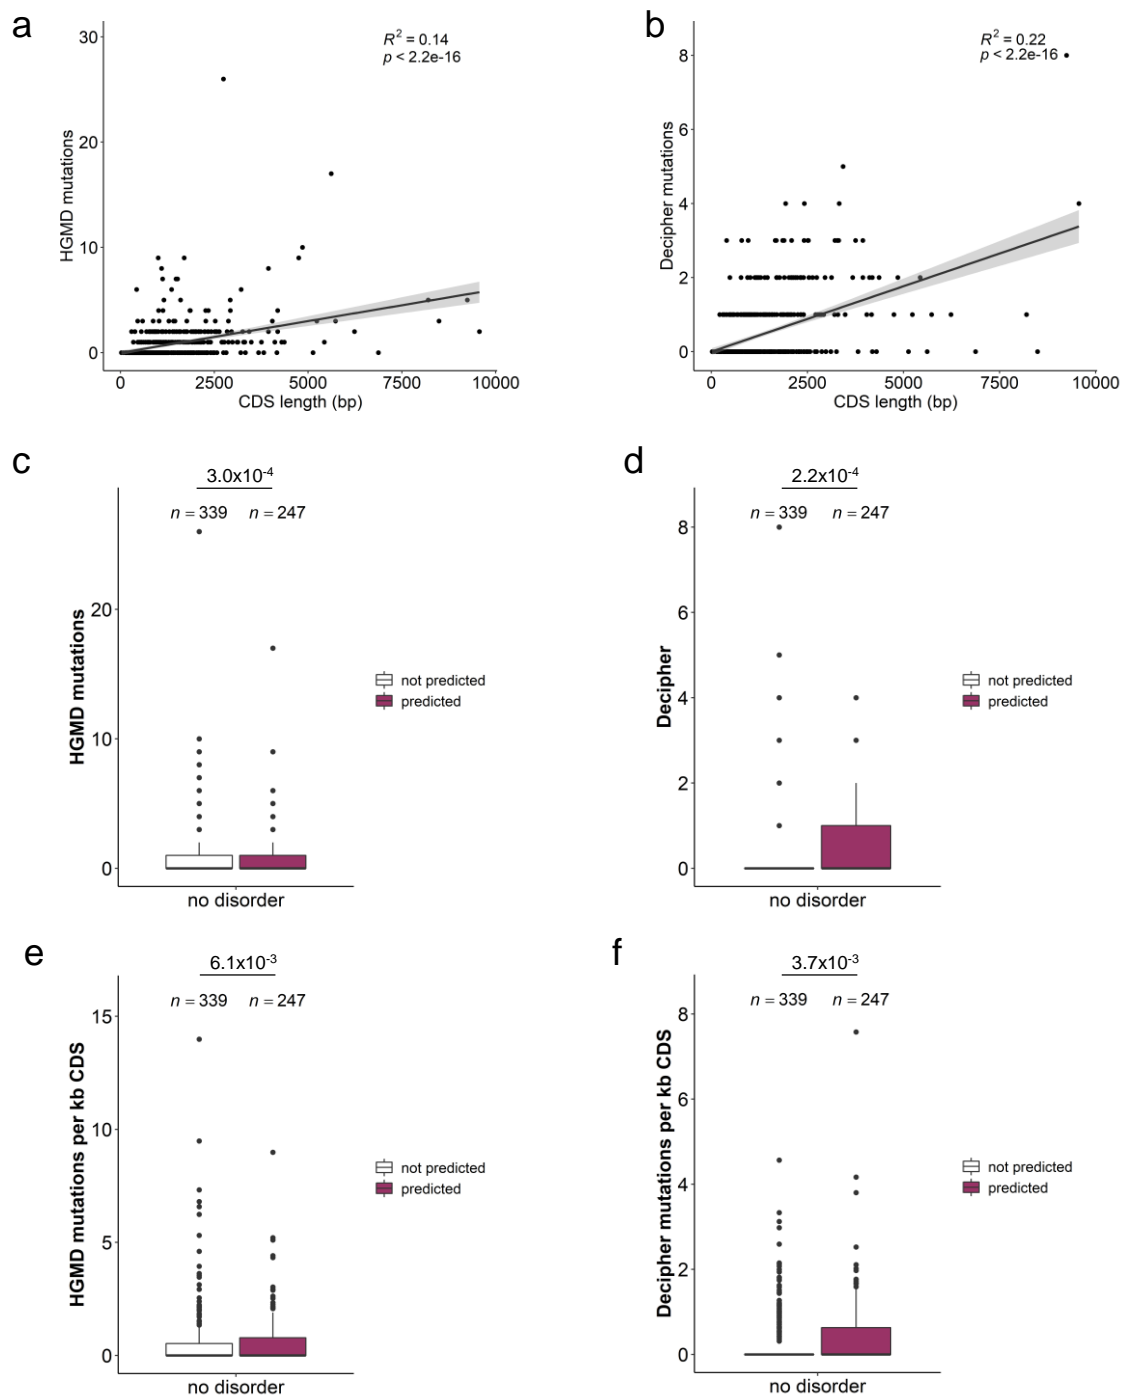 a
R² = 0.14
p < 2.2e-16
HGMD mutations
30
20
10
0
0 2500 5000 7500 10000
CDS length (bp)
b
R² = 0.22
p < 2.2e-16
Decipher mutations
8
6
4
2
0
0 2500 5000 7500 10000
CDS length (bp)
c
3.0x10⁻⁴
n = 339 n = 247
HGMD mutations
20
10
0
no disorder
not predicted
predicted
d
2.2x10⁻⁴
n = 339 n = 247
Decipher
8
6
4
2
0
no disorder
not predicted
predicted
e
6.1x10⁻³
n = 339 n = 247
HGMD mutations per kb CDS
15
10
5
0
no disorder
not predicted
predicted
f
3.7x10⁻³
n = 339 n = 247
Decipher mutations per kb CDS
8
6
4
2
0
no disorder
not predicted
predicted